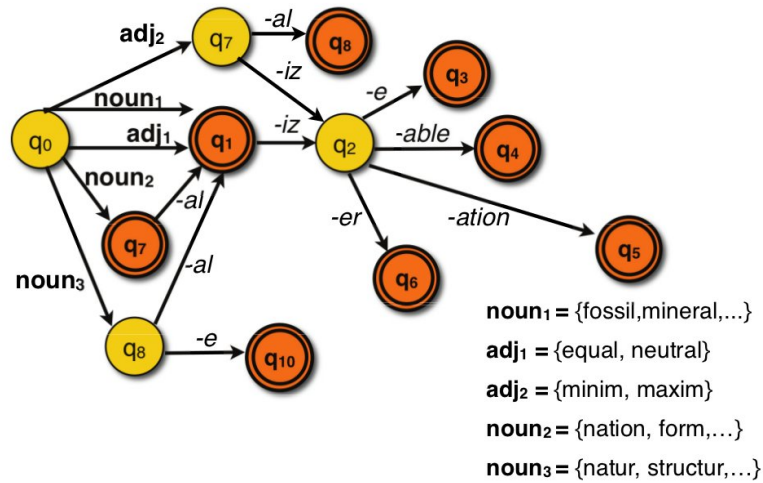 adj2
q7
-al
q8
-iz
-e
q3
noun1
q0
adj1
q1
-iz
q2
-able
q4
noun2
-al
q7
-er
-ation
q5
q6
noun3
-al
q8
-e
q10
noun1 = {fossil,mineral,...}
adj1 = {equal, neutral}
adj2 = {minim, maxim}
noun2 = {nation, form,…}
noun3 = {natur, structur,…}